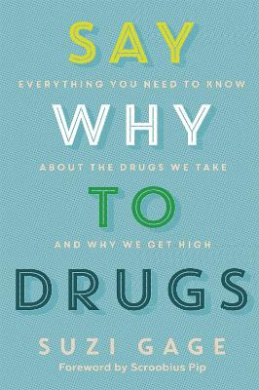 SAY
EVERYTHING YOU NEED TO KNOW
WHY
ABOUT THE DRUGS WE TAKE
TO
AND WHY WE GET HIGH
DRUGS
SUZI GAGE
Foreword by Scroobius Pip